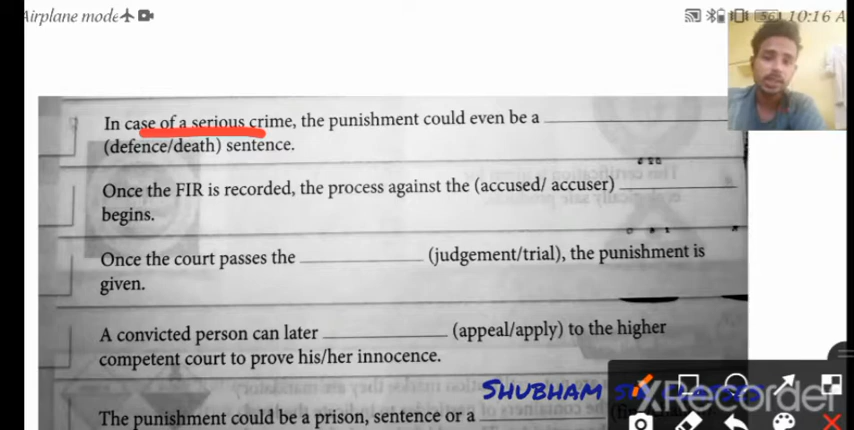 Airplane mode 56 10:16 A
In case of a serious crime, the punishment could even be a
(defence/death) sentence.
Once the FIR is recorded, the process against the (accused/ accuser)
begins.
Once the court passes the (judgement/trial), the punishment is
given.
A convicted person can later (appeal/apply) to the higher
competent court to prove his/her innocence.
SHUBHAM SIR CLASSES
XRecorder
The punishment could be a prison, sentence or a